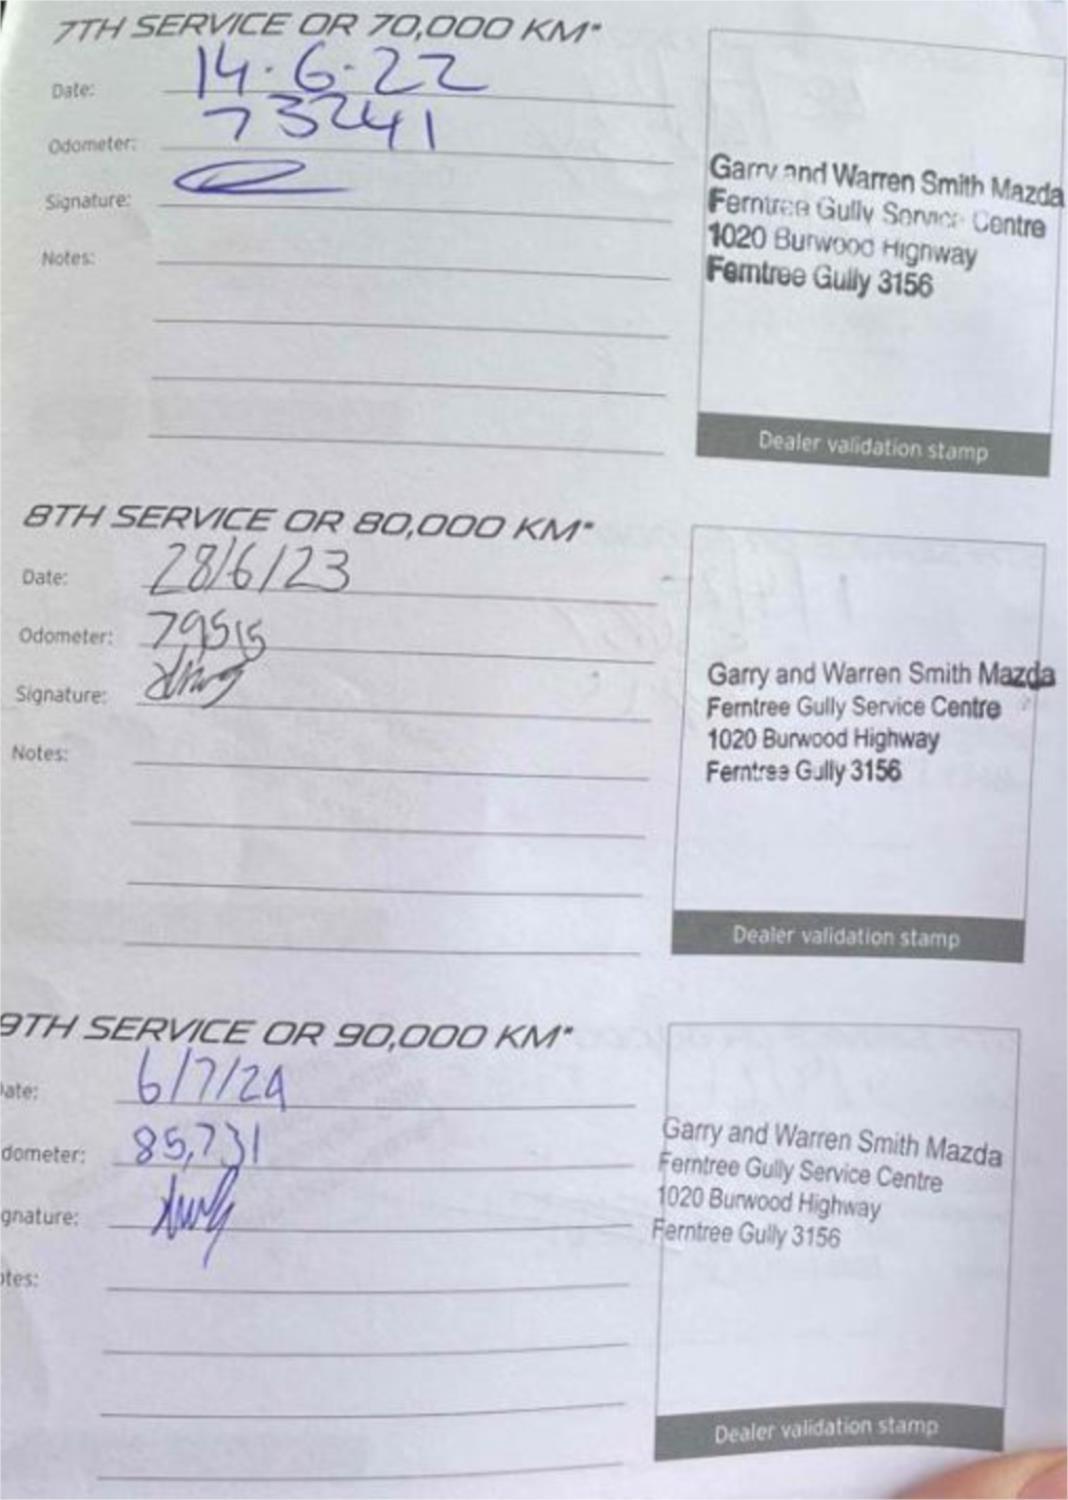 7TH SERVICE OR 70,000 KM*
Date: 14.6.22
Odometer: 73241
Signature:
Notes:
Garry and Warren Smith Mazda
Ferntree Gully Service Centre
1020 Burwood Highway
Ferntree Gully 3156
Dealer validation stamp
8TH SERVICE OR 80,000 KM*
Date: 28/6/23
Odometer: 79515
Signature:
Notes:
Garry and Warren Smith Mazda
Ferntree Gully Service Centre
1020 Burwood Highway
Ferntree Gully 3156
Dealer validation stamp
9TH SERVICE OR 90,000 KM*
ate: 6/7/24
dometer: 85,731
gnature:
otes:
Garry and Warren Smith Mazda
Ferntree Gully Service Centre
1020 Burwood Highway
Ferntree Gully 3156
Dealer validation stamp